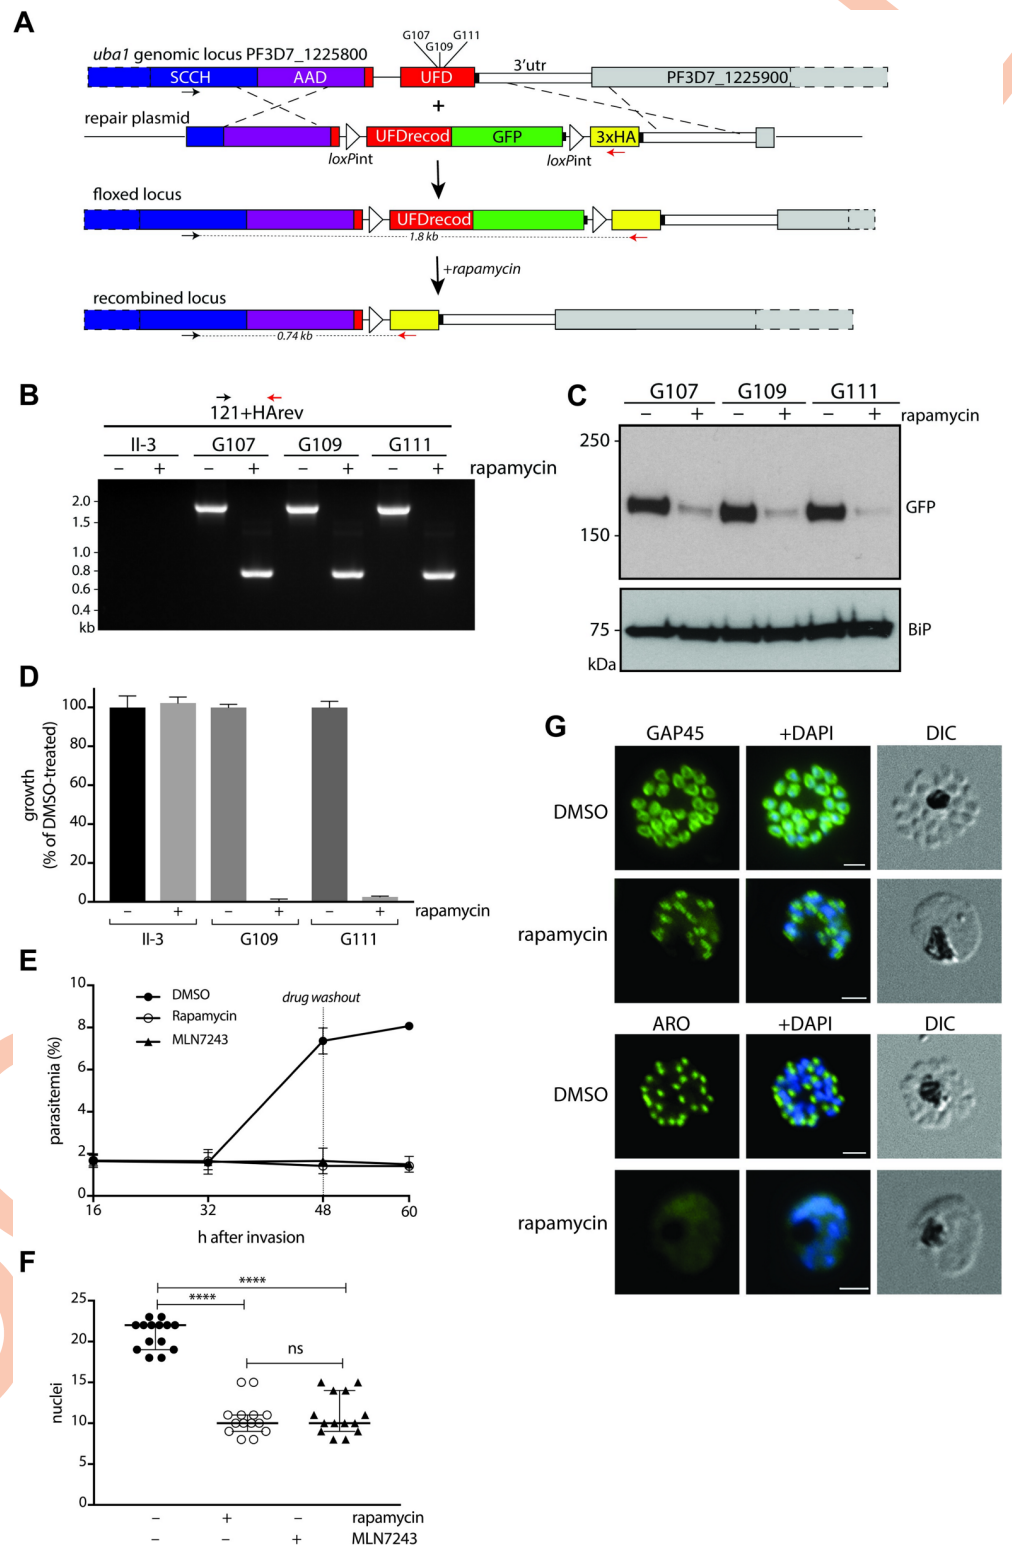 A
G107
G109
G111
uba1 genomic locus PF3D7_1225800
SCCH
AAD
UFD
3'utr
PF3D7_1225900
+
repair plasmid
UFDrecod
GFP
3xHA
loxPint
loxPint
floxed locus
UFDrecod
1.8 kb
+rapamycin
recombined locus
0.74 kb
B
121+HArev
II-3 G107 G109 G111
– + – + – + – + rapamycin
2.0
1.5
1.0
0.8
0.6
0.4
kb
C
G107 G109 G111
– + – + – + rapamycin
250
150
GFP
75
BiP
kDa
D
growth
(% of DMSO-treated)
100
80
60
40
20
0
– + – + – + rapamycin
II-3 G109 G111
E
parasitemia (%)
10
8
6
4
2
0
DMSO
Rapamycin
MLN7243
drug washout
16 32 48 60
h after invasion
F
nuclei
25
20
15
10
5
0
****
****
ns
– + – rapamycin
– – + MLN7243
G
GAP45 +DAPI DIC
DMSO
rapamycin
ARO +DAPI DIC
DMSO
rapamycin